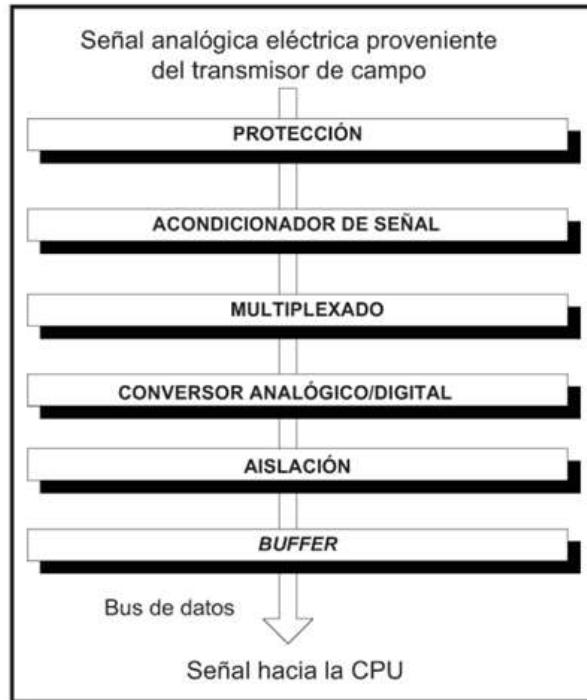 Señal analógica eléctrica proveniente
del transmisor de campo
PROTECCIÓN
ACONDICIONADOR DE SEÑAL
MULTIPLEXADO
CONVERSOR ANALÓGICO/DIGITAL
AISLACIÓN
BUFFER
Bus de datos
Señal hacia la CPU